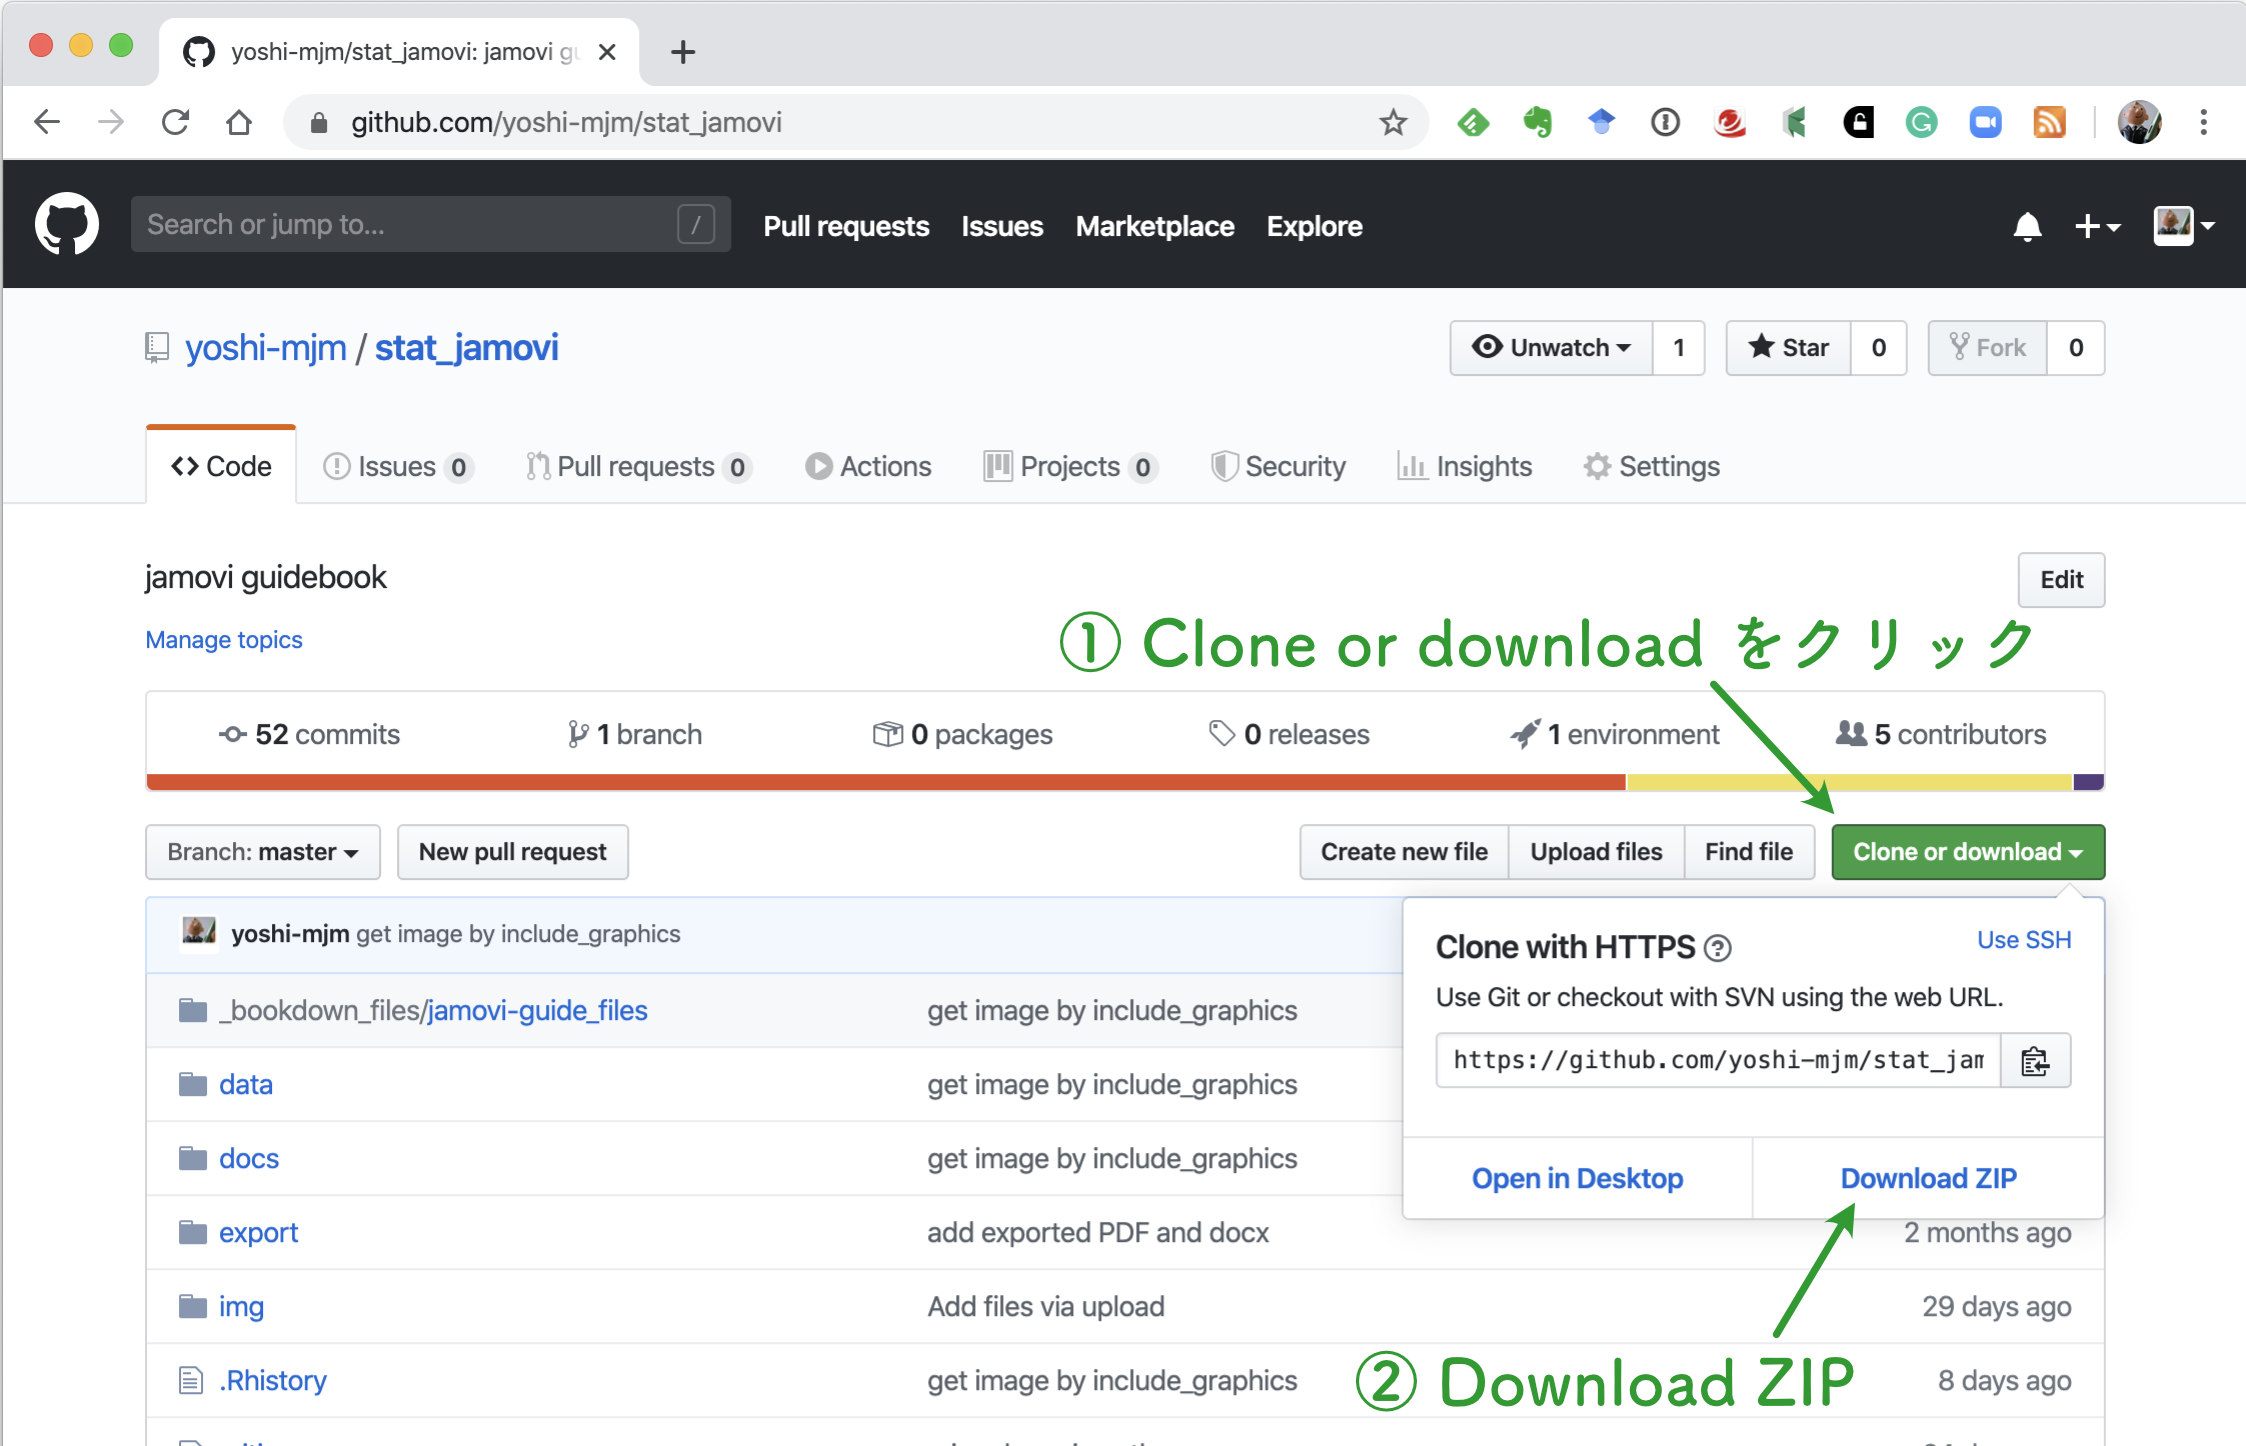 yoshi-mjm/stat_jamovi: jamovi gu
github.com/yoshi-mjm/stat_jamovi
Search or jump to... / Pull requests Issues Marketplace Explore
yoshi-mjm / stat_jamovi Unwatch 1 Star 0 Fork 0
Code Issues 0 Pull requests 0 Actions Projects 0 Security Insights Settings
jamovi guidebook Edit
Manage topics
① Clone or download をクリック
52 commits 1 branch 0 packages 0 releases 1 environment 5 contributors
Branch: master New pull request Create new file Upload files Find file Clone or download
yoshi-mjm get image by include_graphics
Clone with HTTPS Use SSH
Use Git or checkout with SVN using the web URL.
https://github.com/yoshi-mjm/stat_jam
Open in Desktop Download ZIP
_bookdown_files/jamovi-guide_files get image by include_graphics
data get image by include_graphics
docs get image by include_graphics
export add exported PDF and docx 2 months ago
img Add files via upload 29 days ago
.Rhistory get image by include_graphics 8 days ago
② Download ZIP